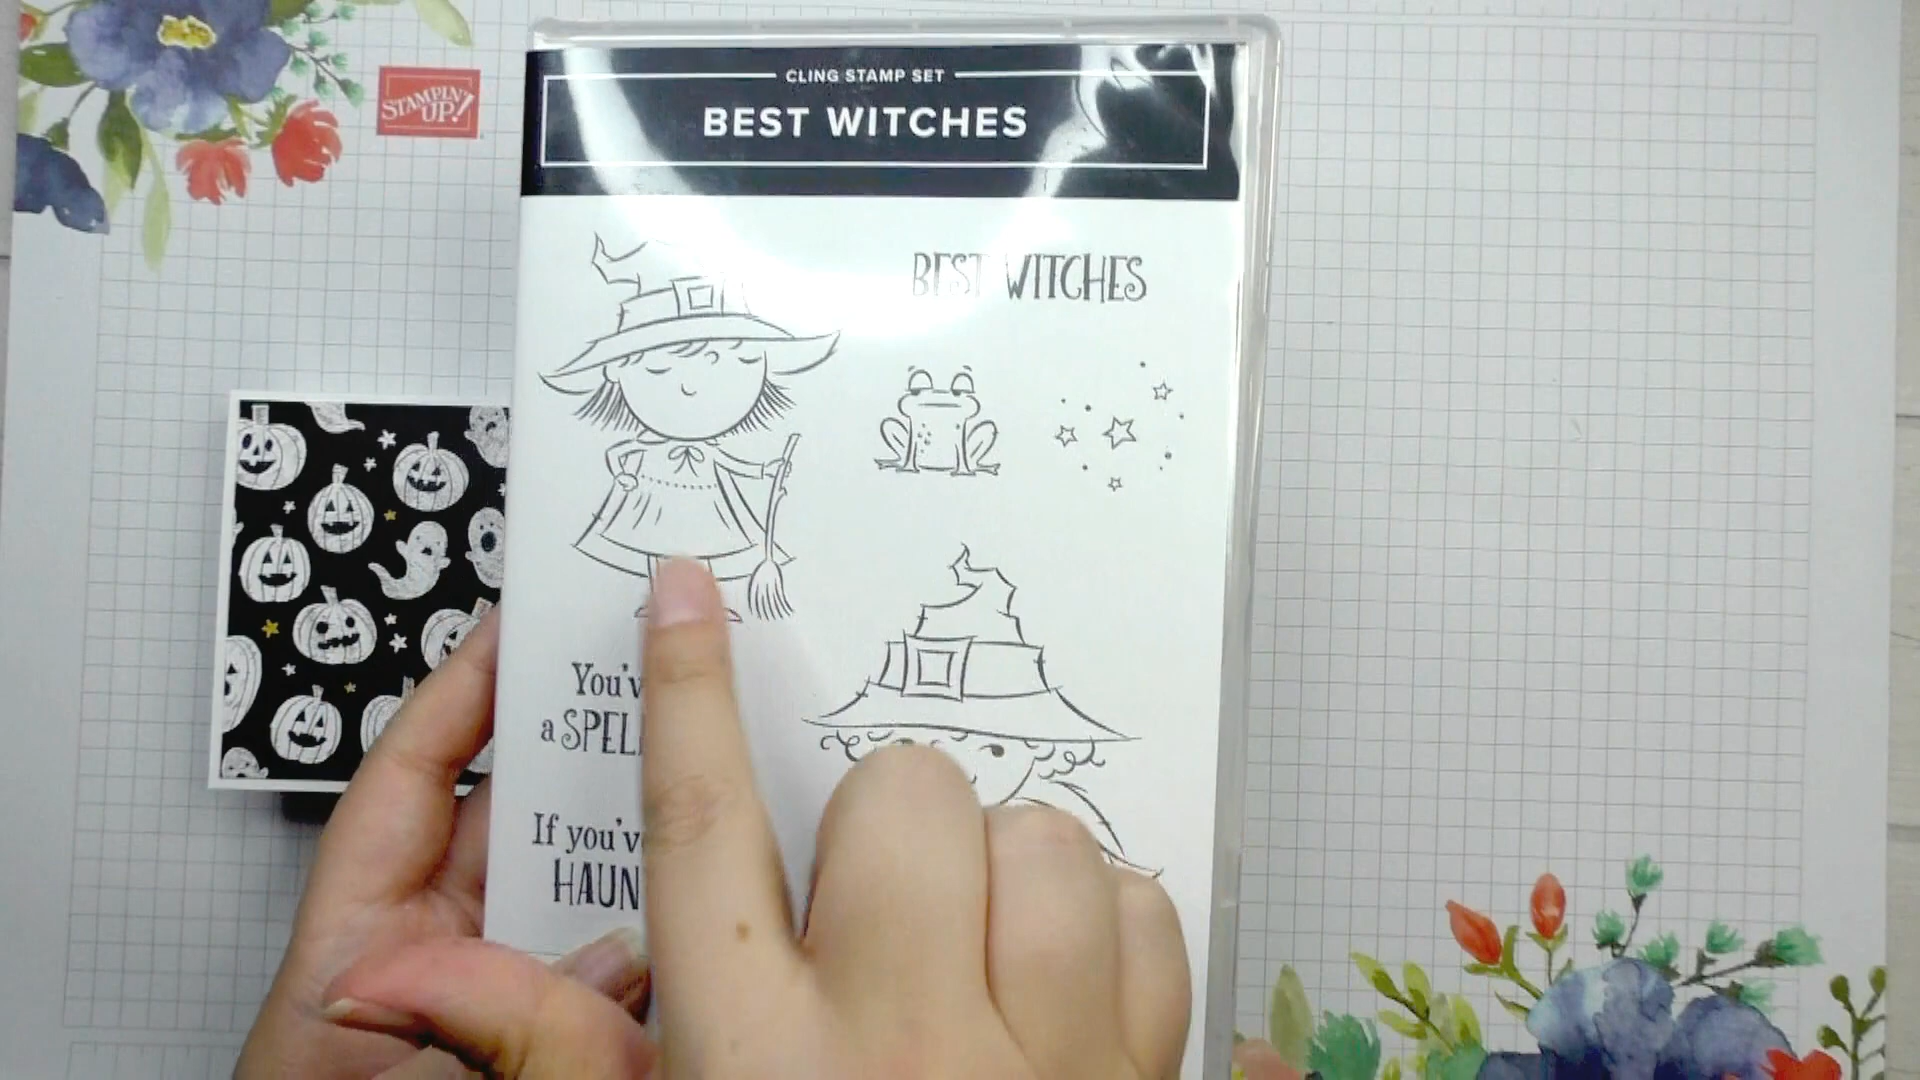 STAMPIN' UP!
CLING STAMP SET
BEST WITCHES
BEST WITCHES
You'v
a SPEL
If you'v
HAUN